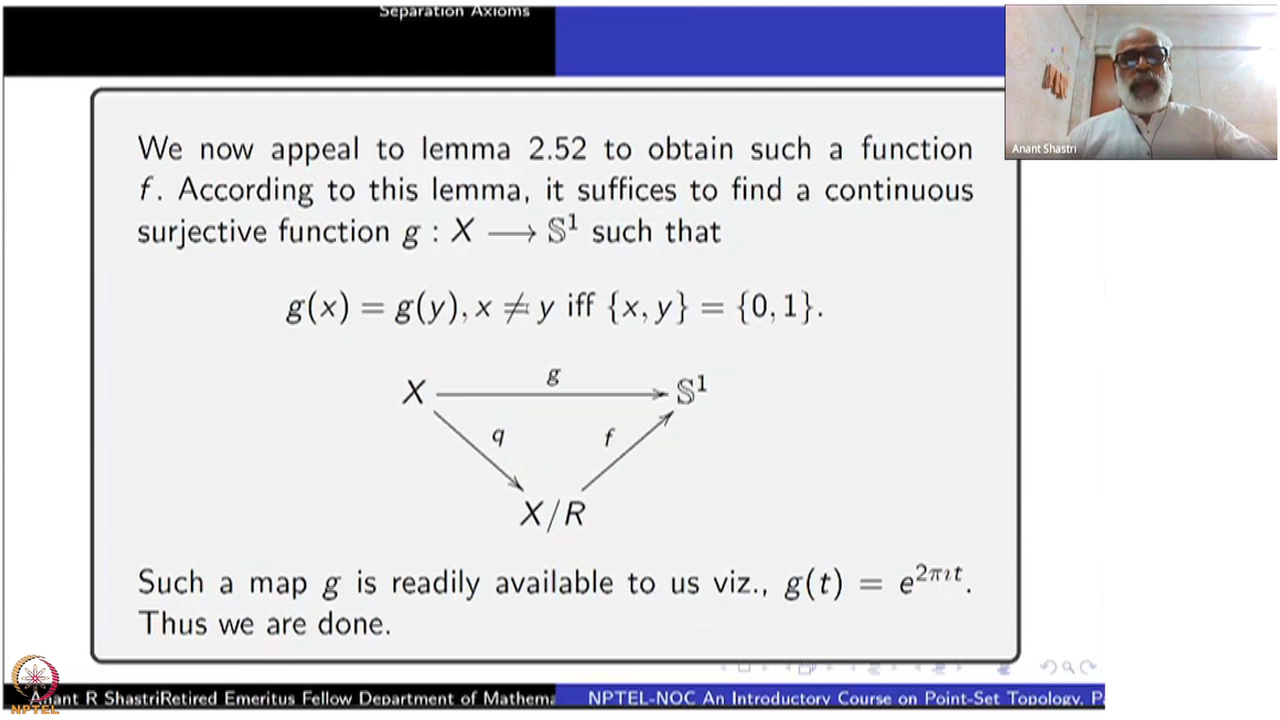 Separation Axioms
Anant Shastri
We now appeal to lemma 2.52 to obtain such a function
f. According to this lemma, it suffices to find a continuous
surjective function g : X ⟶ 𝕊¹ such that
g(x) = g(y), x ≠ y iff {x, y} = {0, 1}.
g
X 𝕊¹
q f
X/R
Such a map g is readily available to us viz., g(t) = e^{2πıt}.
Thus we are done.
nant R ShastriRetired Emeritus Fellow Department of Mathema NPTEL-NOC An Introductory Course on Point-Set Topology, P
NPTEL